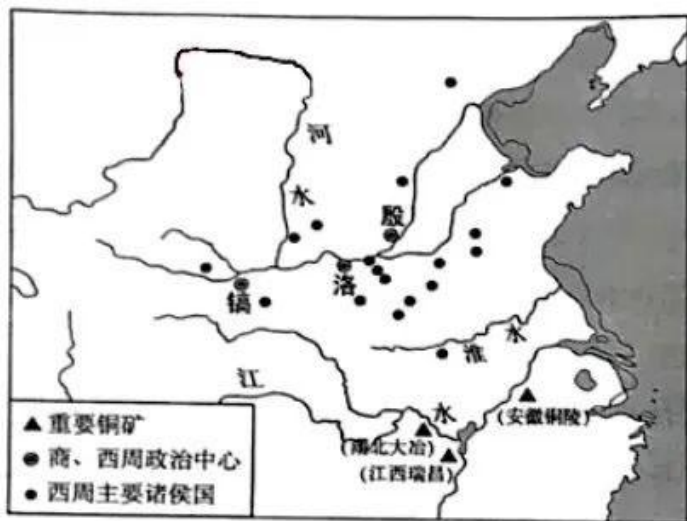 河
水
殷
镐
洛
淮
水
江
水
(安徽铜陵)
(湖北大冶)
(江西瑞昌)
▲ 重要铜矿
商、西周政治中心
● 西周主要诸侯国